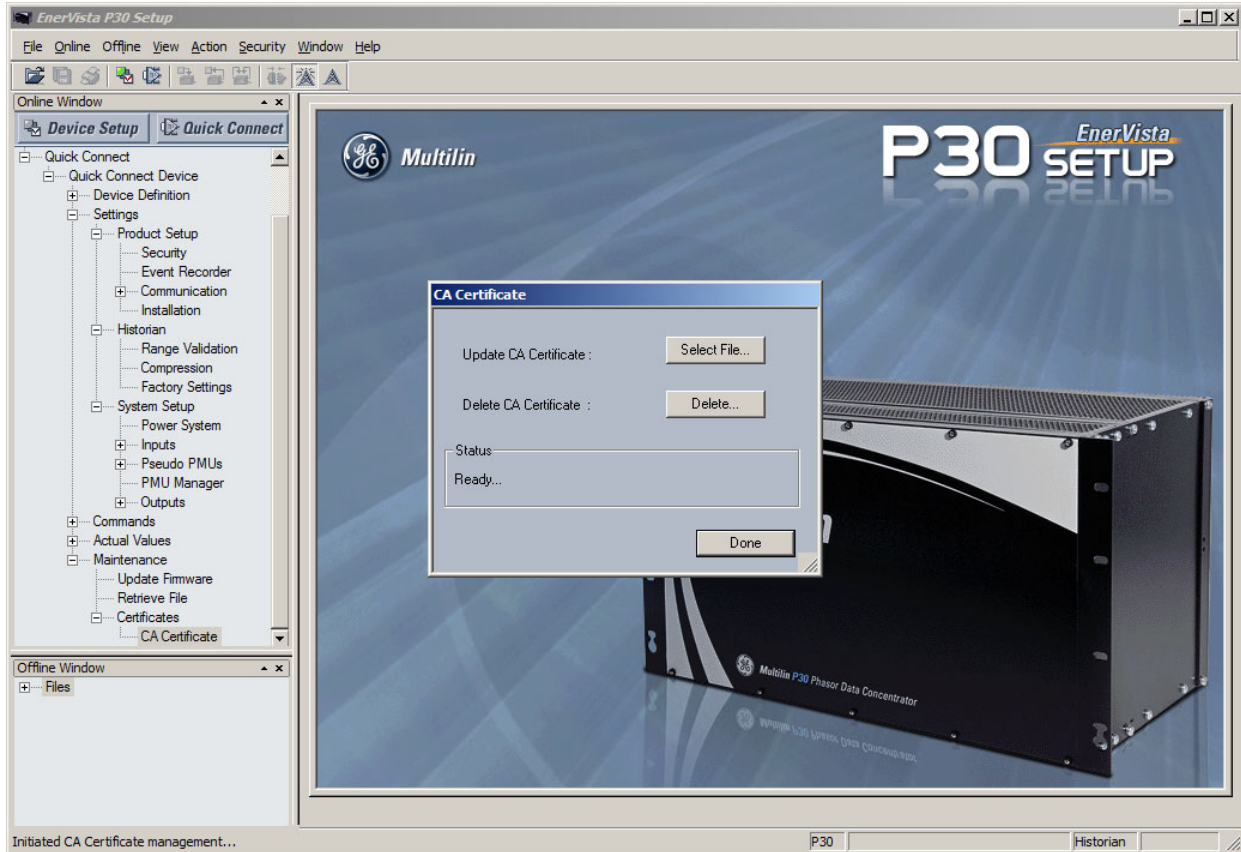 EnerVista P30 Setup
File Online Offline View Action Security Window Help
Online Window
Device Setup Quick Connect
Quick Connect
Quick Connect Device
Device Definition
Settings
Product Setup
Security
Event Recorder
Communication
Installation
Historian
Range Validation
Compression
Factory Settings
System Setup
Power System
Inputs
Pseudo PMUs
PMU Manager
Outputs
Commands
Actual Values
Maintenance
Update Firmware
Retrieve File
Certificates
CA Certificate
Offline Window
Files
Multilin
P30 EnerVista
SETUP
CA Certificate
Update CA Certificate :
Select File...
Delete CA Certificate :
Delete...
Status
Ready...
Done
Multilin P30 Phasor Data Concentrator
Initiated CA Certificate management...
P30
Historian